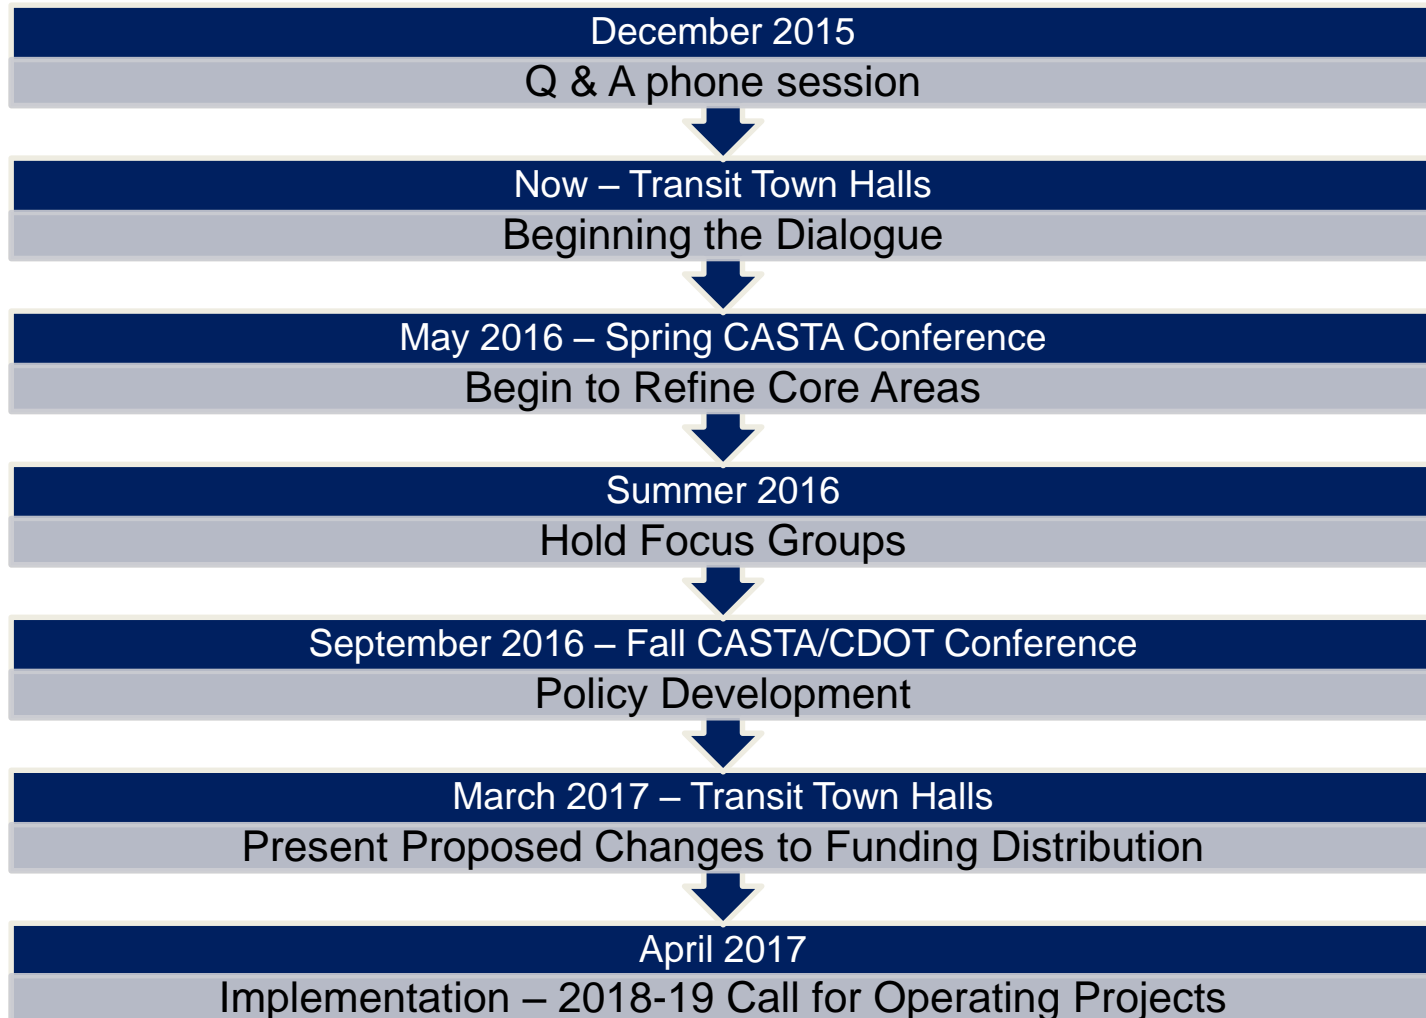 December 2015
Q & A phone session
Now – Transit Town Halls
Beginning the Dialogue
May 2016 – Spring CASTA Conference
Begin to Refine Core Areas
Summer 2016
Hold Focus Groups
September 2016 – Fall CASTA/CDOT Conference
Policy Development
March 2017 – Transit Town Halls
Present Proposed Changes to Funding Distribution
April 2017
Implementation – 2018-19 Call for Operating Projects